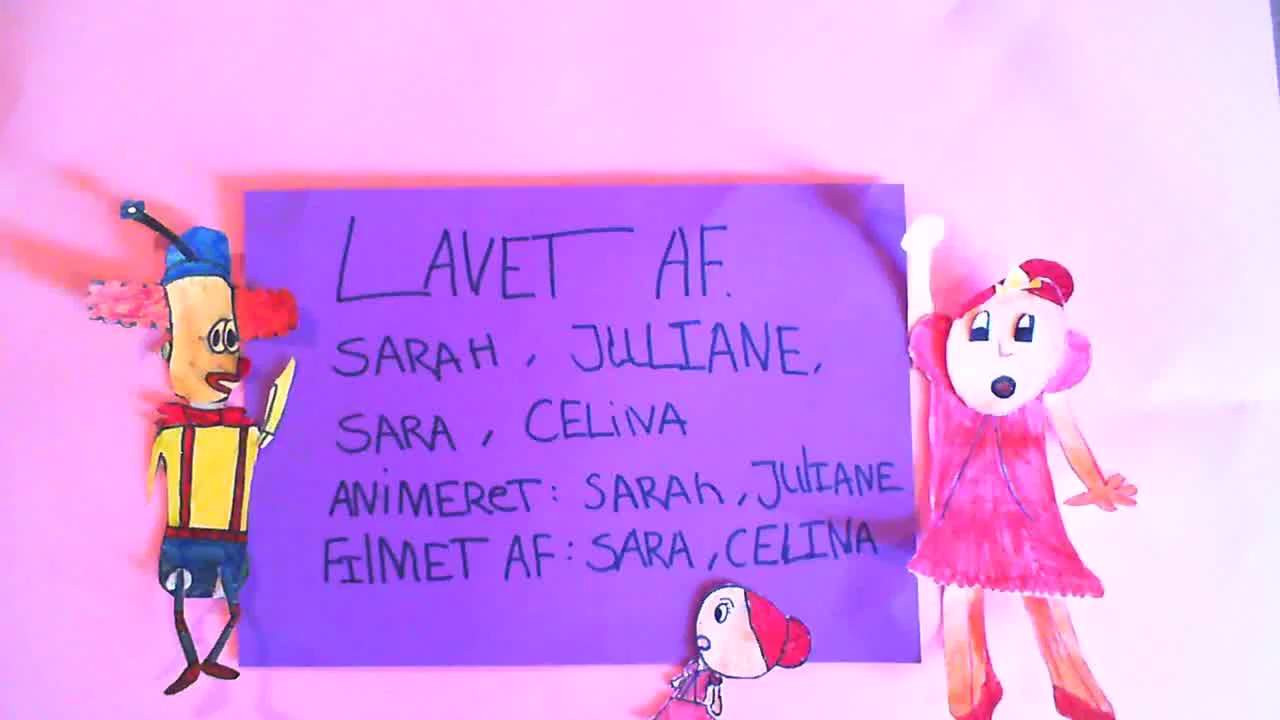 LAVET AF.
SARAH, JULIANE,
SARA, CELiNA
ANiMEReT: SARAh, JulIANE
FIlMET AF: SARA, CELINA